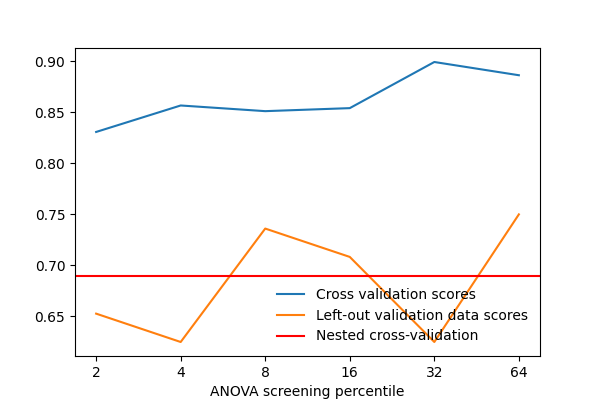 0.90
0.85
0.80
0.75
0.70
0.65
Cross validation scores
Left-out validation data scores
Nested cross-validation
2 4 8 16 32 64
ANOVA screening percentile